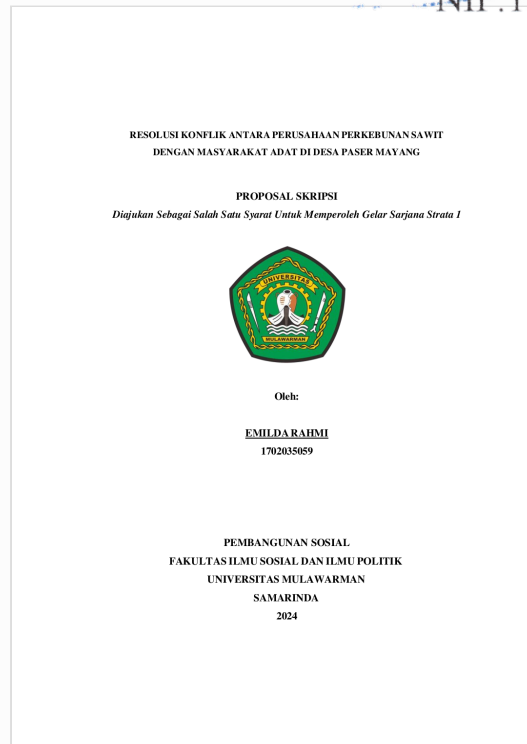 RESOLUSI KONFLIK ANTARA PERUSAHAAN PERKEBUNAN SAWIT
DENGAN MASYARAKAT ADAT DI DESA PASER MAYANG
PROPOSAL SKRIPSI
Diajukan Sebagai Salah Satu Syarat Untuk Memperoleh Gelar Sarjana Strata 1
UNIVERSITAS
MULAWARMAN
Oleh:
EMILDA RAHMI
1702035059
PEMBANGUNAN SOSIAL
FAKULTAS ILMU SOSIAL DAN ILMU POLITIK
UNIVERSITAS MULAWARMAN
SAMARINDA
2024